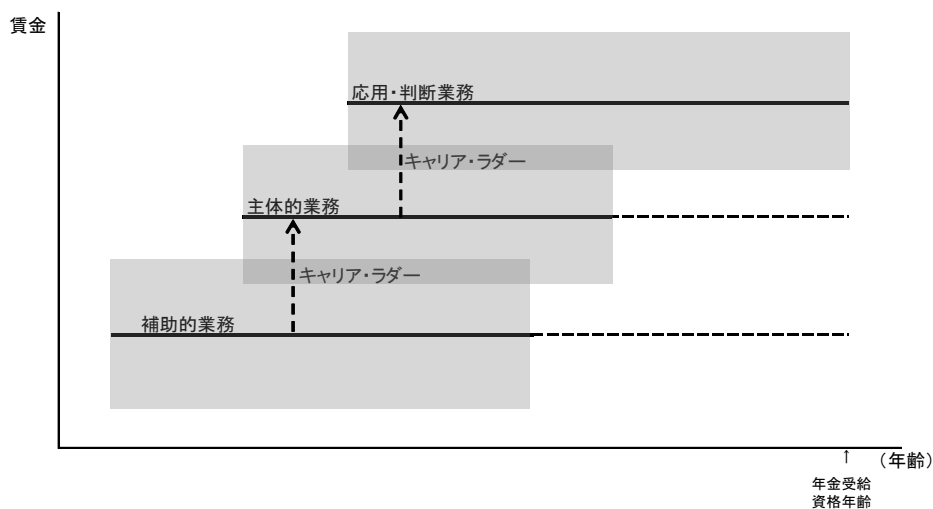 賃金
応用・判断業務
キャリア・ラダー
主体的業務
キャリア・ラダー
補助的業務
↑
（年齢）
年金受給
資格年齢